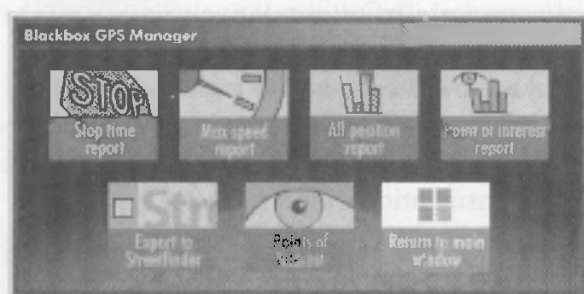 Blackbox GPS Manager
STOP
Stop time
report
Max speed
report
All position
report
Point of interest
report
Str
Export to
Streetfinder
Points of
interest
Return to main
window